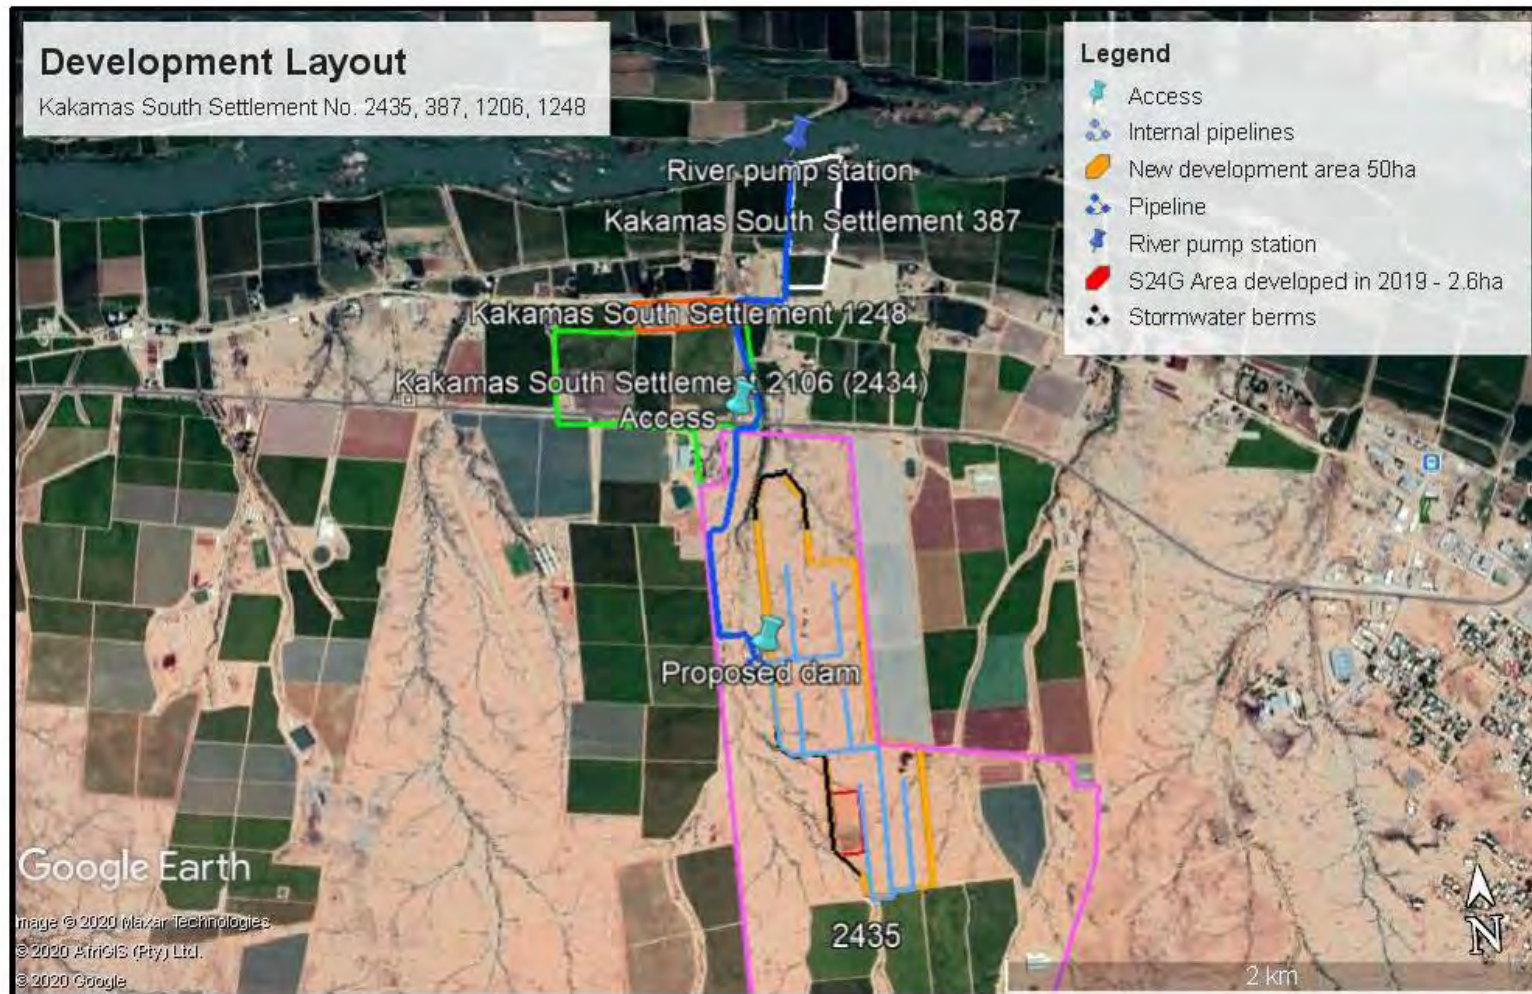 Development Layout
Kakamas South Settlement No. 2435, 387, 1206, 1248
Legend
Access
Internal pipelines
New development area 50ha
Pipeline
River pump station
S24G Area developed in 2019 - 2.6ha
Stormwater berms
River pump station
Kakamas South Settlement 387
Kakamas South Settlement 1248
Kakamas South Settlement 2106 (2434)
Access
Proposed dam
2435
Google Earth
Image © 2020 Maxar Technologies
© 2020 AfriGIS (Pty) Ltd.
© 2020 Google
N
2 km